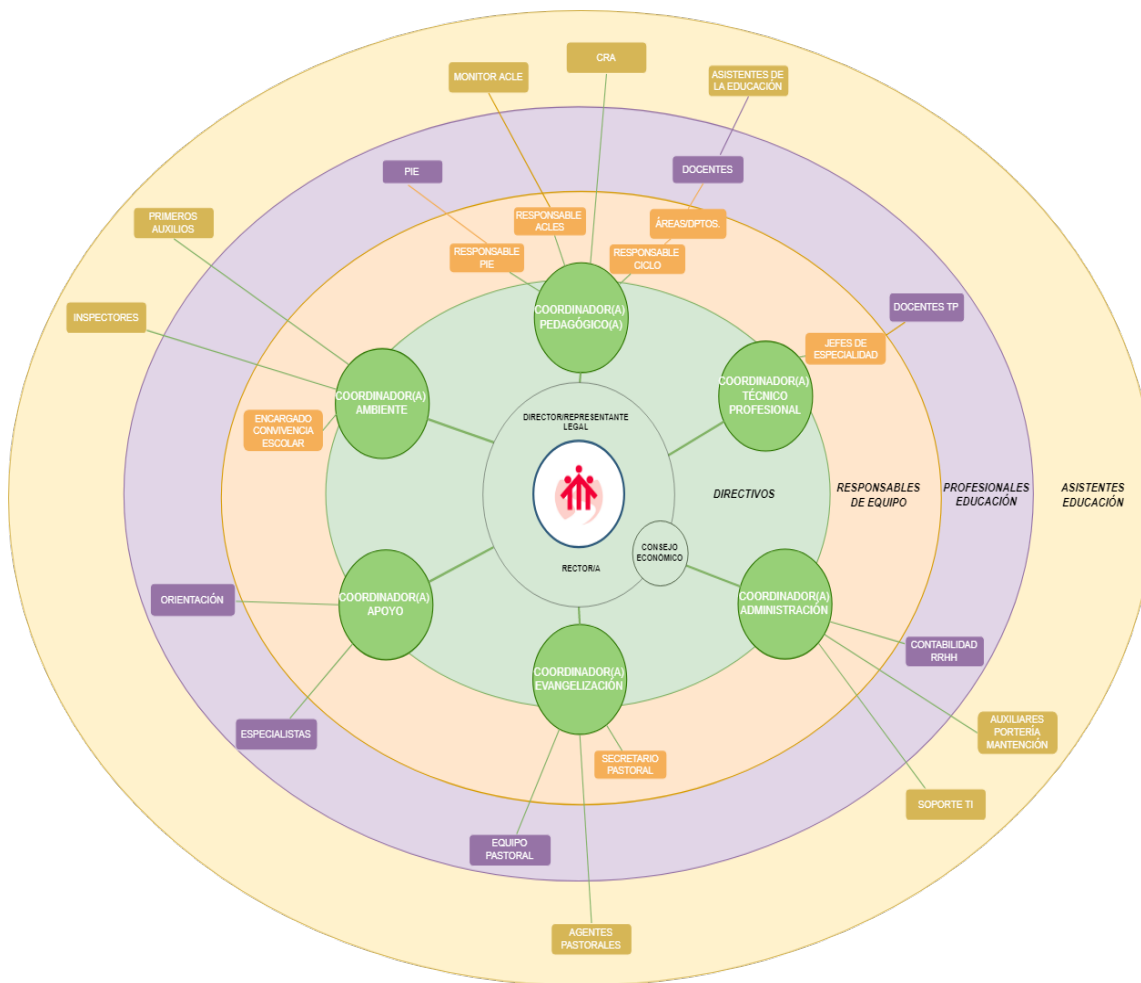 CRA
MONITOR ACLE
ASISTENTES DE
LA EDUCACIÓN
PIE
DOCENTES
PRIMEROS
AUXILIOS
RESPONSABLE
ACLES
ÁREAS/DPTOS.
RESPONSABLE
PIE
RESPONSABLE
CICLO
INSPECTORES
DOCENTES TP
COORDINADOR(A)
PEDAGÓGICO(A)
JEFES DE
ESPECIALIDAD
COORDINADOR(A)
AMBIENTE
COORDINADOR(A)
TÉCNICO
PROFESIONAL
ENCARGADO
CONVIVENCIA
ESCOLAR
DIRECTOR/REPRESENTANTE
LEGAL
DIRECTIVOS
RESPONSABLES
DE EQUIPO
PROFESIONALES
EDUCACIÓN
ASISTENTES
EDUCACIÓN
CONSEJO
ECONÓMICO
RECTOR/A
ORIENTACIÓN
COORDINADOR(A)
APOYO
COORDINADOR(A)
ADMINISTRACIÓN
CONTABILIDAD
RRHH
COORDINADOR(A)
EVANGELIZACIÓN
ESPECIALISTAS
AUXILIARES
PORTERÍA
MANTENCIÓN
SECRETARIO
PASTORAL
SOPORTE TI
EQUIPO
PASTORAL
AGENTES
PASTORALES